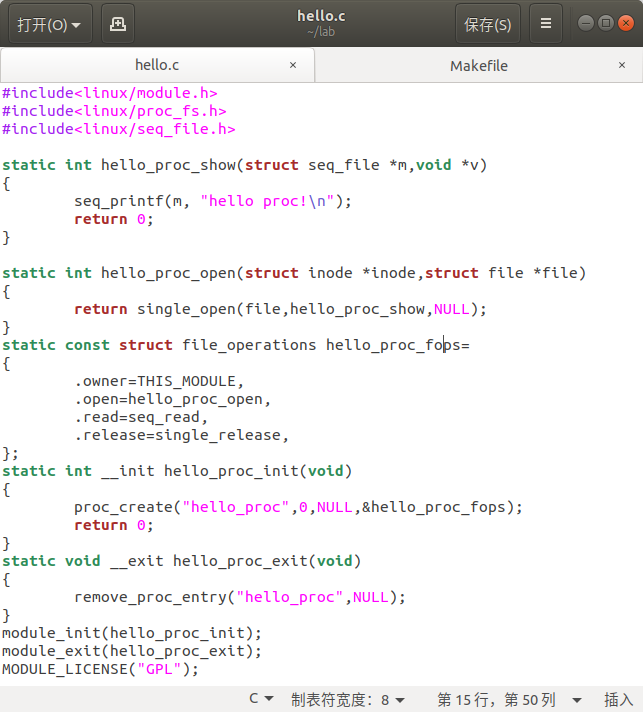 打开(O)
hello.c
~/lab
保存(S)
hello.c ×
Makefile ×
#include<linux/module.h>
#include<linux/proc_fs.h>
#include<linux/seq_file.h>
static int hello_proc_show(struct seq_file *m,void *v)
{
        seq_printf(m, "hello proc!\n");
        return 0;
}
static int hello_proc_open(struct inode *inode,struct file *file)
{
        return single_open(file,hello_proc_show,NULL);
}
static const struct file_operations hello_proc_fops=
{
        .owner=THIS_MODULE,
        .open=hello_proc_open,
        .read=seq_read,
        .release=single_release,
};
static int __init hello_proc_init(void)
{
        proc_create("hello_proc",0,NULL,&hello_proc_fops);
        return 0;
}
static void __exit hello_proc_exit(void)
{
        remove_proc_entry("hello_proc",NULL);
}
module_init(hello_proc_init);
module_exit(hello_proc_exit);
MODULE_LICENSE("GPL");
C 制表符宽度：8 第 15 行，第 50 列 插入